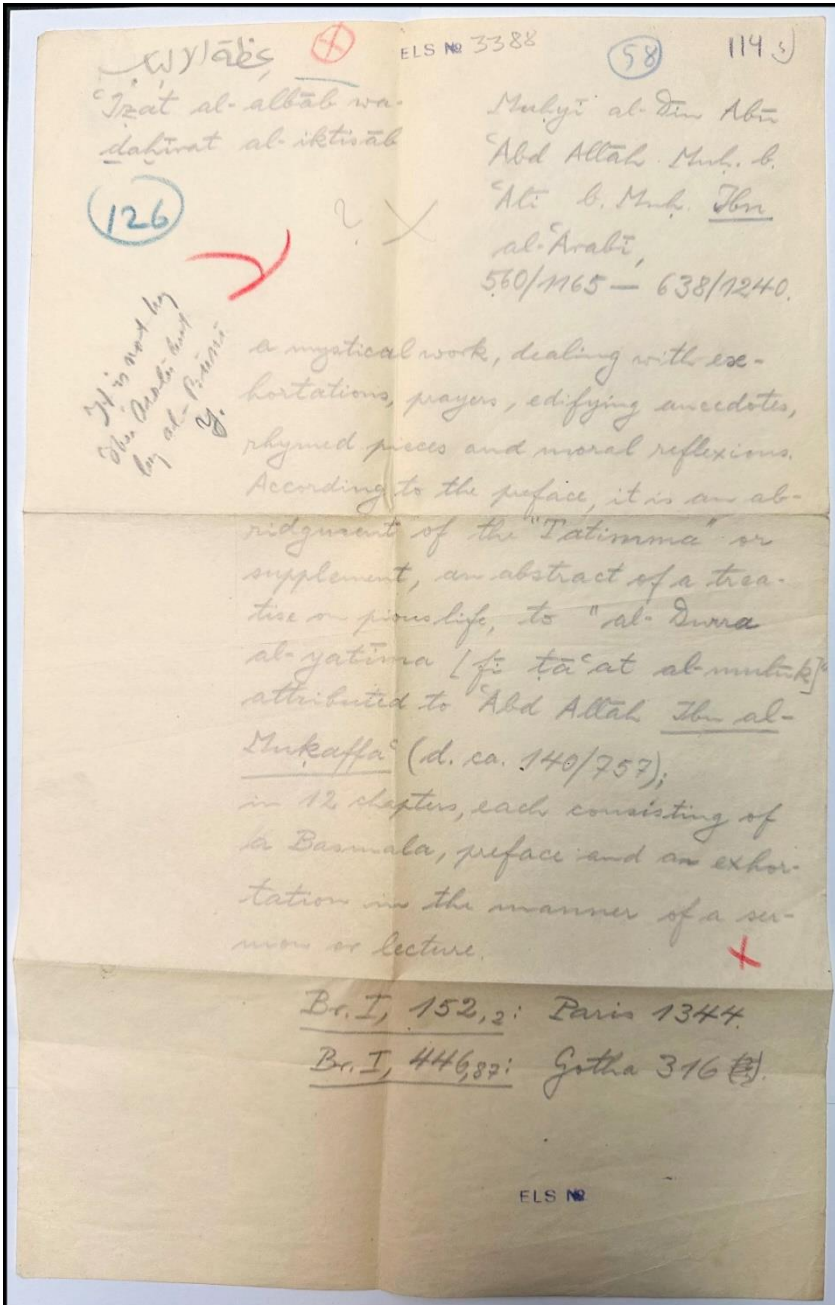 عظة الالباب
ELS № 3388
58
114
ʿIẓat al-albāb wa-
ḏaḫīrat al-iktisāb
126
Muḥyī al-Dīn Abū
ʿAbd Allāh Muḥ. b.
ʿAlī b. Muḥ. Ibn
al-ʿArabī,
560/1165 — 638/1240.
?
It is not by
Ibn Arabi but
by al-Būnī
Y.
a mystical work, dealing with ex-
hortations, prayers, edifying anecdotes,
rhymed pieces and moral reflexions.
According to the preface, it is an ab-
ridgment of the "Tatimma" or
supplement, an abstract of a trea-
tise on pious life, to "al-Durra
al-yatīma [fī ṭāʿat al-mulūk]"
attributed to ʿAbd Allāh Ibn al-
Muḳaffaʿ (d. ca. 140/757);
in 12 chapters, each consisting of
a Basmala, preface and an exhor-
tation in the manner of a ser-
mon or lecture.
Br. I, 152,2: Paris 1344.
Br. I, 446,87: Gotha 316
ELS №